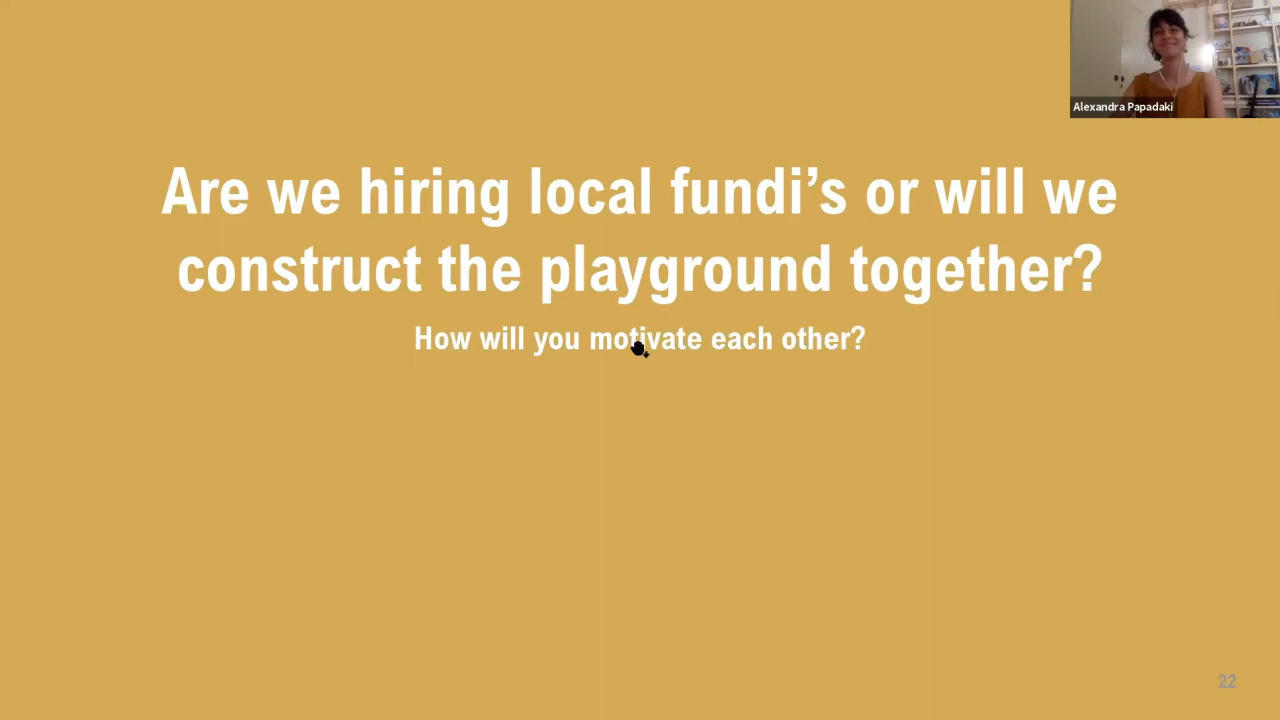 Alexandra Papadaki
Are we hiring local fundi’s or will we
construct the playground together?
How will you motivate each other?
22